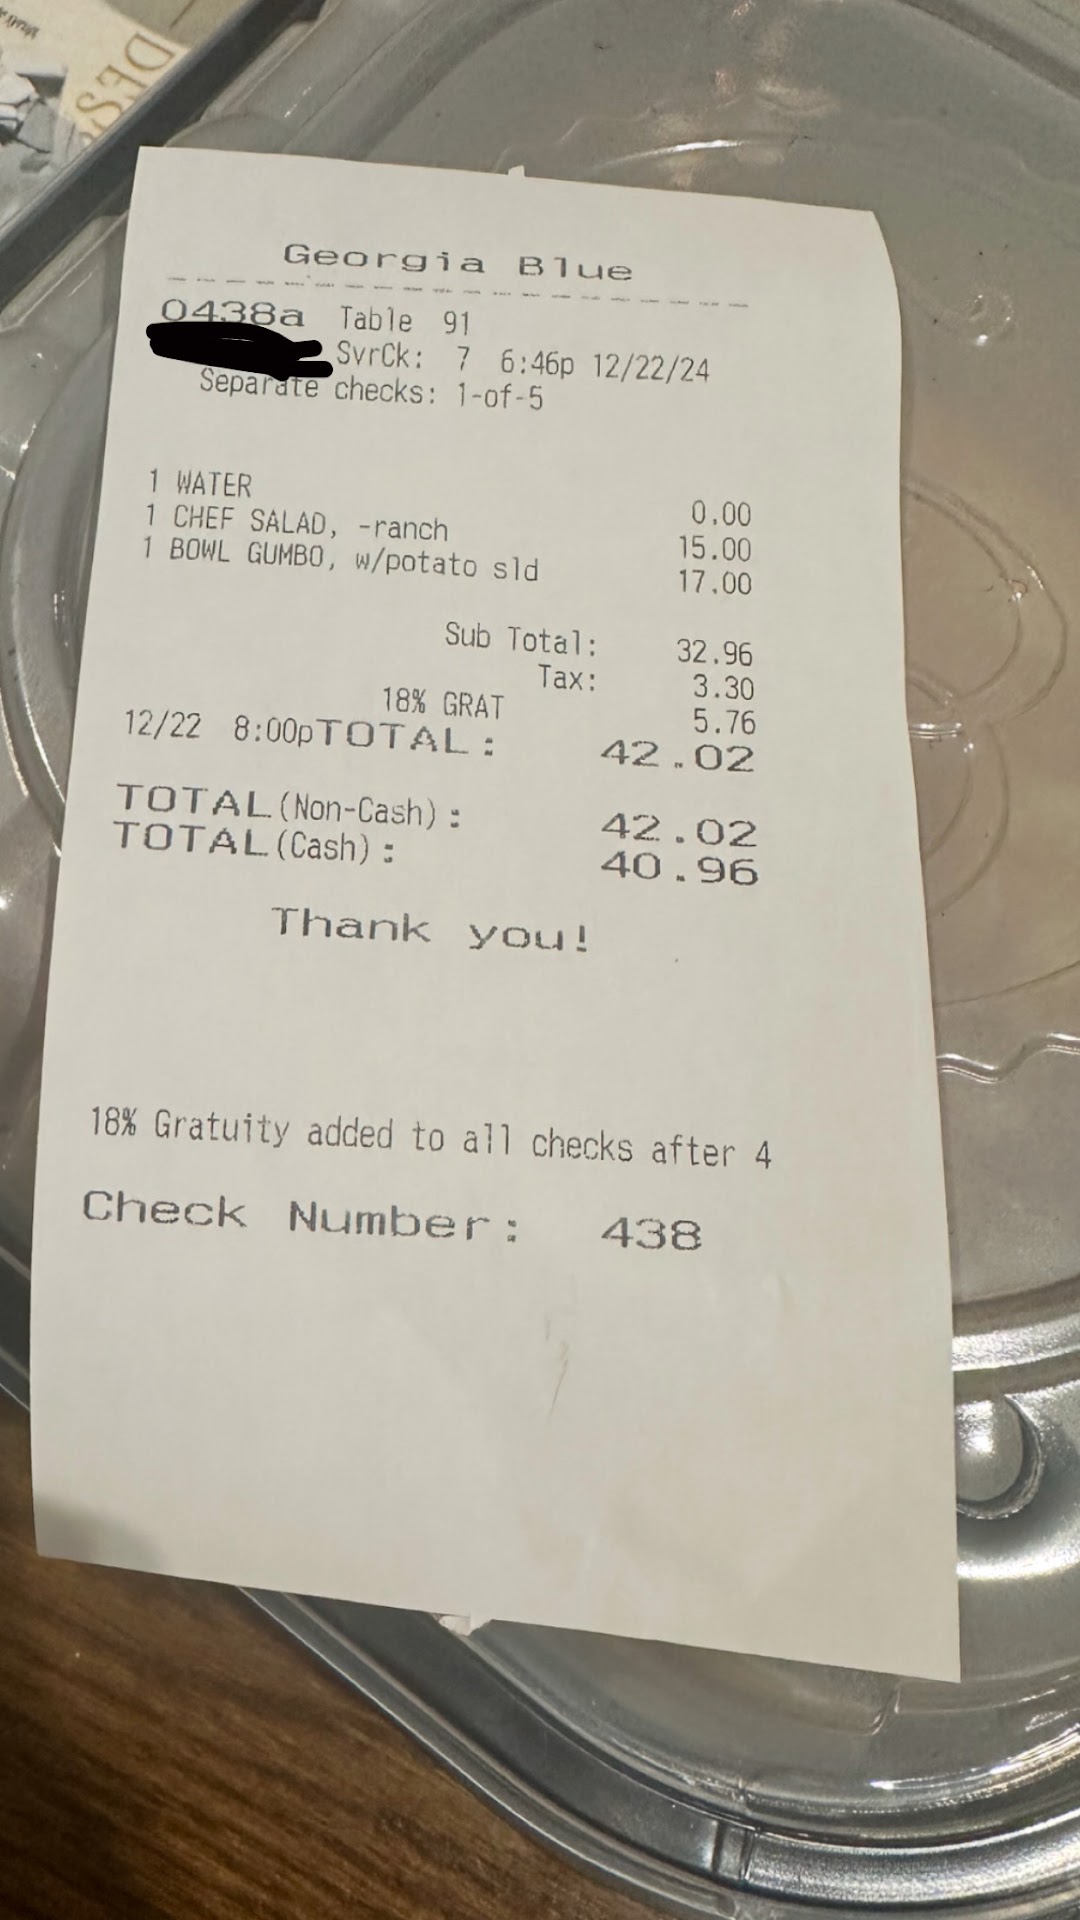 DES
Georgia Blue
0438a Table 91
SvrCk: 7 6:46p 12/22/24
Separate checks: 1-of-5
1 WATER 0.00
1 CHEF SALAD, -ranch 15.00
1 BOWL GUMBO, w/potato sld 17.00
Sub Total: 32.96
Tax: 3.30
18% GRAT 5.76
12/22 8:00pTOTAL: 42.02
TOTAL(Non-Cash): 42.02
TOTAL(Cash): 40.96
Thank you!
18% Gratuity added to all checks after 4
Check Number: 438